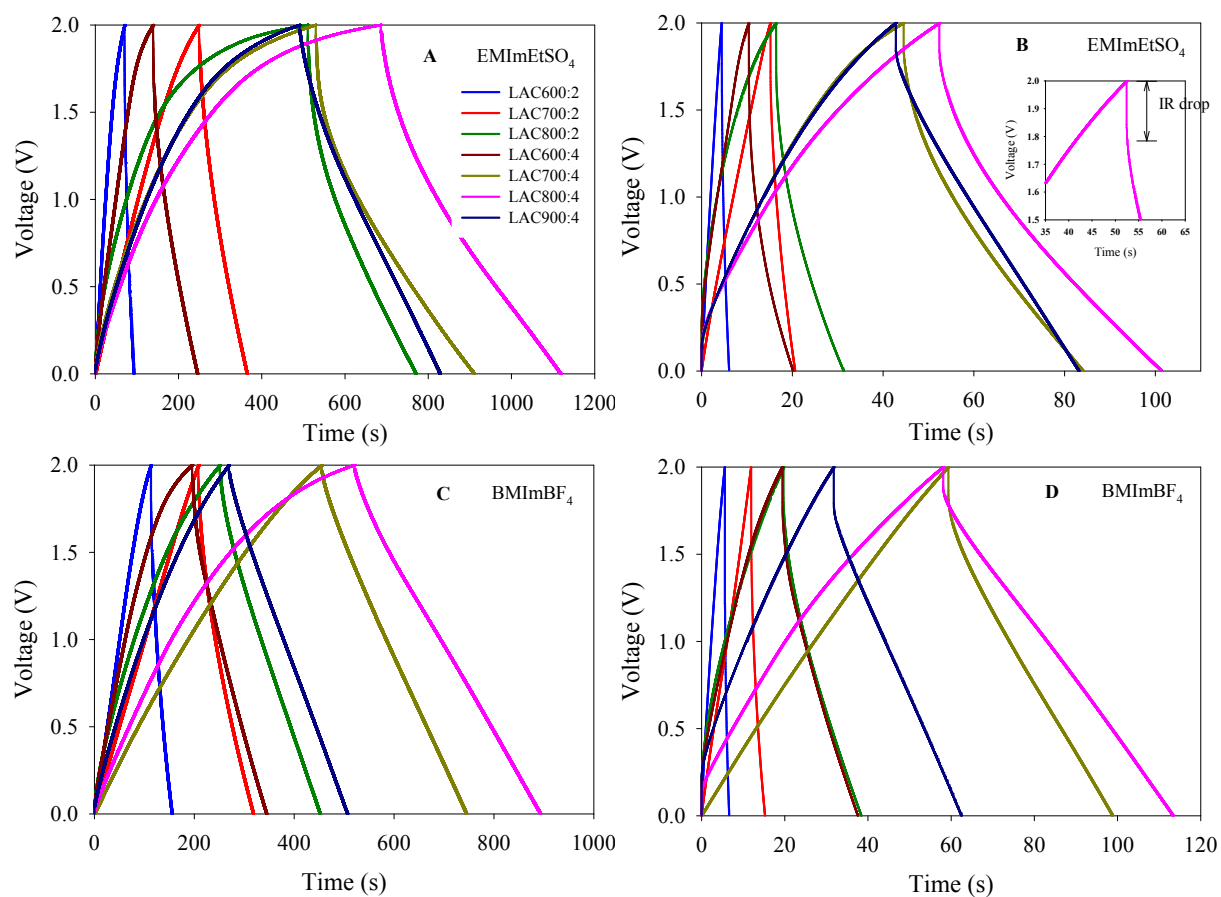 2.0
1.5
1.0
0.5
0.0
Voltage (V)
0 200 400 600 800 1000 1200
Time (s)
A EMImEtSO4
LAC600:2
LAC700:2
LAC800:2
LAC600:4
LAC700:4
LAC800:4
LAC900:4
2.0
1.5
1.0
0.5
0.0
Voltage (V)
0 20 40 60 80 100
Time (s)
B EMImEtSO4
2.0
1.9
1.8
1.7
1.6
1.5
Voltage (V)
35 40 45 50 55 60 65
Time (s)
IR drop
2.0
1.5
1.0
0.5
0.0
Voltage (V)
0 200 400 600 800 1000
Time (s)
C BMImBF4
2.0
1.5
1.0
0.5
0.0
Voltage (V)
0 20 40 60 80 100 120
Time (s)
D BMImBF4